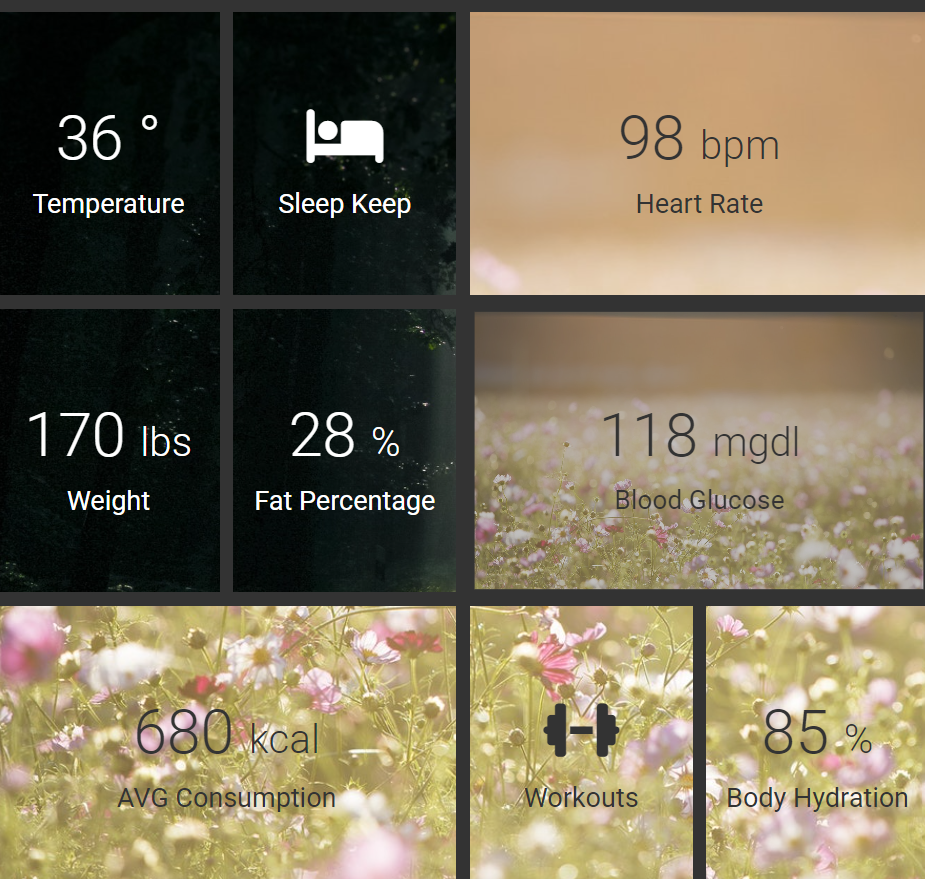 36 °
Temperature
Sleep Keep
98 bpm
Heart Rate
170 lbs
Weight
28 %
Fat Percentage
118 mgdl
Blood Glucose
680 kcal
AVG Consumption
Workouts
85 %
Body Hydration